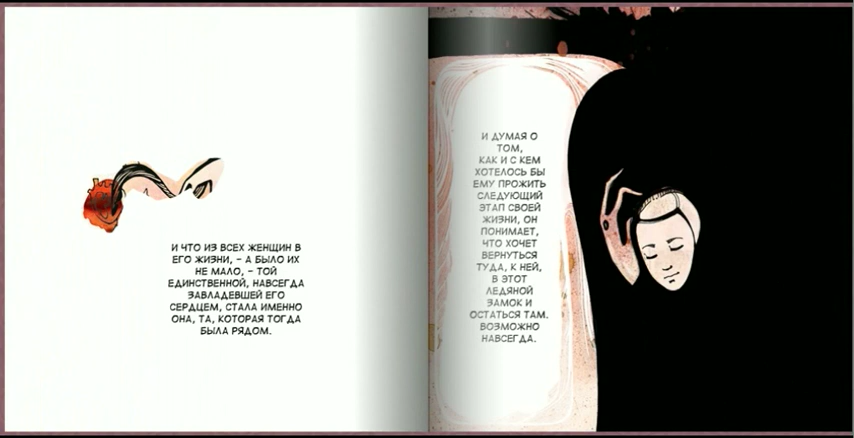 И ЧТО ИЗ ВСЕХ ЖЕНЩИН В
ЕГО ЖИЗНИ, – А БЫЛО ИХ
НЕ МАЛО, – ТОЙ
ЕДИНСТВЕННОЙ, НАВСЕГДА
ЗАВЛАДЕВШЕЙ ЕГО
СЕРДЦЕМ, СТАЛА ИМЕННО
ОНА, ТА, КОТОРАЯ ТОГДА
БЫЛА РЯДОМ.
И ДУМАЯ О
ТОМ,
КАК И С КЕМ
ХОТЕЛОСЬ БЫ
ЕМУ ПРОЖИТЬ
СЛЕДУЮЩИЙ
ЭТАП СВОЕЙ
ЖИЗНИ, ОН
ПОНИМАЕТ,
ЧТО ХОЧЕТ
ВЕРНУТЬСЯ
ТУДА, К НЕЙ,
В ЭТОТ
ЛЕДЯНОЙ
ЗАМОК И
ОСТАТЬСЯ ТАМ.
ВОЗМОЖНО
НАВСЕГДА.